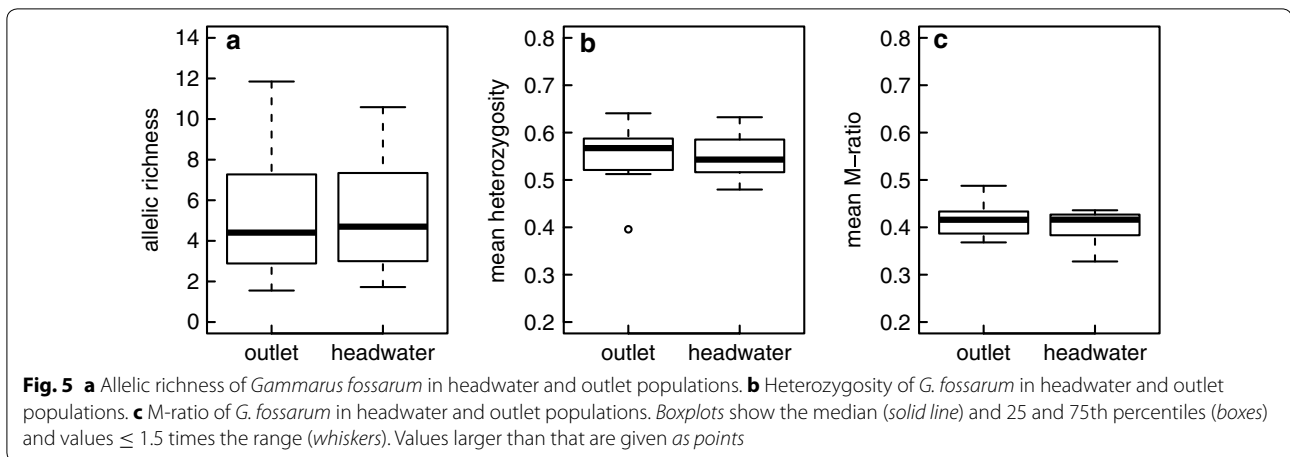 a
14
12
10
8
6
4
2
0
allelic richness
outlet headwater
b
0.8
0.7
0.6
0.5
0.4
0.3
0.2
mean heterozygosity
outlet headwater
c
0.8
0.7
0.6
0.5
0.4
0.3
0.2
mean M−ratio
outlet headwater
Fig. 5 a Allelic richness of Gammarus fossarum in headwater and outlet populations. b Heterozygosity of G. fossarum in headwater and outlet
populations. c M-ratio of G. fossarum in headwater and outlet populations. Boxplots show the median (solid line) and 25 and 75th percentiles (boxes)
and values ≤ 1.5 times the range (whiskers). Values larger than that are given as points